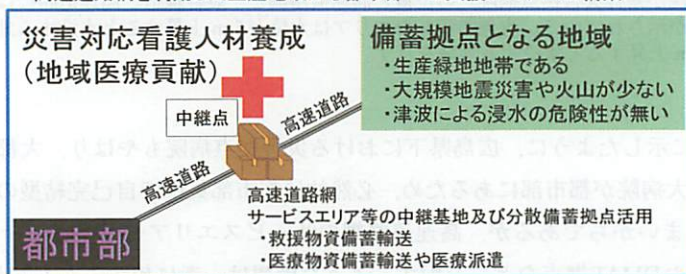 災害対応看護人材養成
(地域医療貢献)
備蓄拠点となる地域
・生産緑地地帯である
・大規模地震災害や火山が少ない
・津波による浸水の危険性が無い
中継点
高速道路
高速道路
高速道路網
サービスエリア等の中継基地及び分散備蓄拠点活用
・救援物資備蓄輸送
・医療物資備蓄輸送や医療派遣
都市部